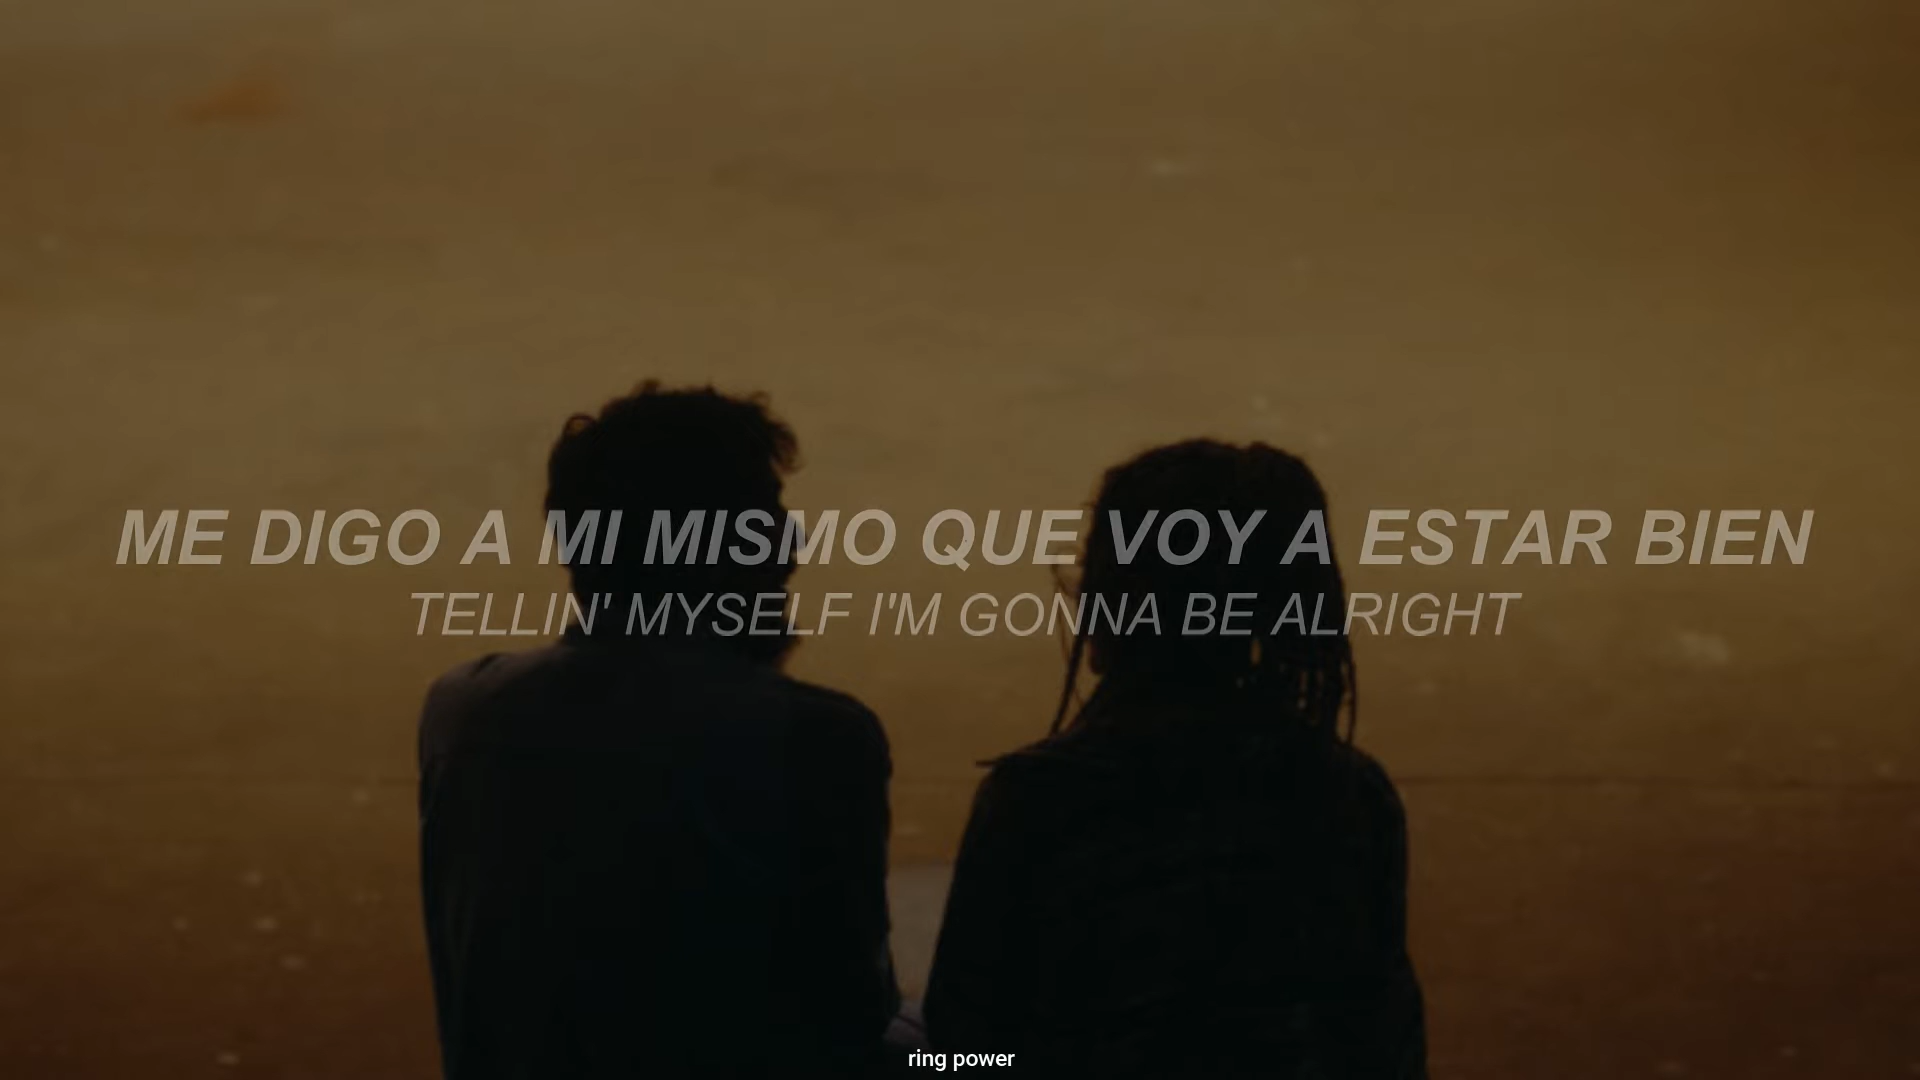 ME DIGO A MI MISMO QUE VOY A ESTAR BIEN
TELLIN' MYSELF I'M GONNA BE ALRIGHT
ring power